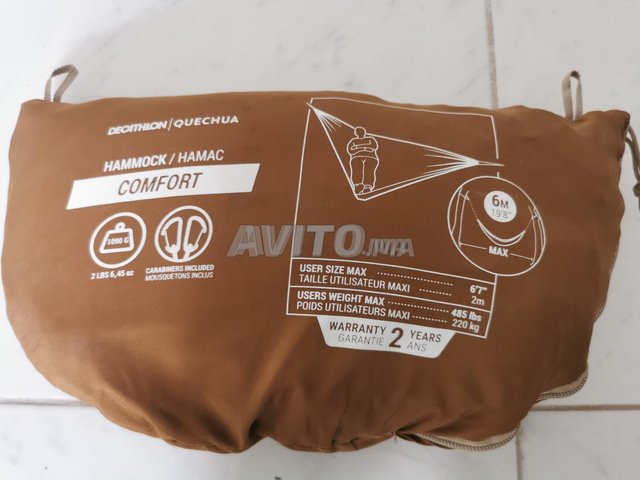 DECATHLON | QUECHUA
HAMMOCK / HAMAC
COMFORT
1090 G
2 LBS 6,45 oz
CARABINERS INCLUDED
MOUSQUETONS INCLUS
6M
19'8"
MAX
AVITO.MA
USER SIZE MAX 6'7"
TAILLE UTILISATEUR MAXI 2m
USERS WEIGHT MAX 485 lbs
POIDS UTILISATEURS MAXI 220 kg
WARRANTY 2 YEARS
GARANTIE ANS